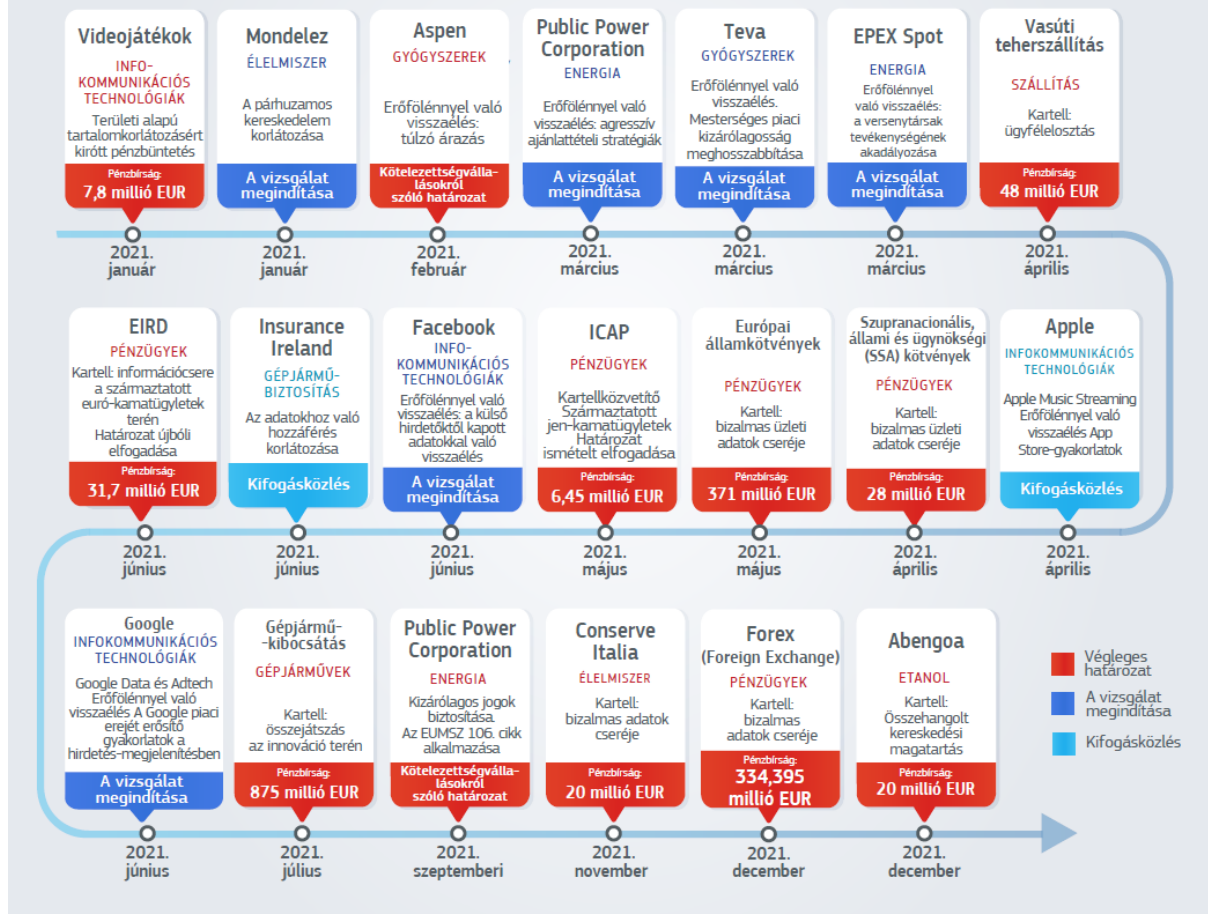 Videojátékok
INFO-
KOMMUNIKÁCIÓS
TECHNOLÓGIÁK
Területi alapú
tartalomkorlátozásért
kirótt pénzbüntetés
Pénzbírság:
7,8 millió EUR
2021.
január
Mondelez
ÉLELMISZER
A párhuzamos
kereskedelem
korlátozása
A vizsgálat
megindítása
2021.
január
Aspen
GYÓGYSZEREK
Erőfölénnyel való
visszaélés:
túlzó árazás
Kötelezettségválla-
lásokról
szóló határozat
2021.
február
Public Power
Corporation
ENERGIA
Erőfölénnyel való
visszaélés: agresszív
ajánlattételi stratégiák
A vizsgálat
megindítása
2021.
március
Teva
GYÓGYSZEREK
Erőfölénnyel való
visszaélés.
Mesterséges piaci
kizárólagosság
meghosszabbítása
A vizsgálat
megindítása
2021.
március
EPEX Spot
ENERGIA
Erőfölénnyel
való visszaélés:
a versenytársak
tevékenységének
akadályozása
A vizsgálat
megindítása
2021.
március
Vasúti
teherszállítás
SZÁLLÍTÁS
Kartell:
ügyfélelosztás
Pénzbírság:
48 millió EUR
2021.
április
EIRD
PÉNZÜGYEK
Kartell: információcsere
a származtatott
euró-kamatügyletek
terén
Határozat újbóli
elfogadása
Pénzbírság:
31,7 millió EUR
2021.
június
Insurance
Ireland
GÉPJÁRMŰ-
BIZTOSÍTÁS
Az adatokhoz való
hozzáférés
korlátozása
Kifogásközlés
2021.
június
Facebook
INFO-
KOMMUNIKÁCIÓS
TECHNOLÓGIÁK
Erőfölénnyel való
visszaélés: a külső
hirdetőktől kapott
adatokkal való
visszaélés
A vizsgálat
megindítása
2021.
június
ICAP
PÉNZÜGYEK
Kartellközvetítő
Származtatott
jen-kamatügyletek
Határozat
ismételt elfogadása
Pénzbírság:
6,45 millió EUR
2021.
május
Európai
államkötvények
PÉNZÜGYEK
Kartell:
bizalmas üzleti
adatok cseréje
Pénzbírság:
371 millió EUR
2021.
május
Szupranacionális,
állami és ügynökségi
(SSA) kötvények
PÉNZÜGYEK
Kartell:
bizalmas üzleti
adatok cseréje
Pénzbírság:
28 millió EUR
2021.
április
Apple
INFOKOMMUNIKÁCIÓS
TECHNOLÓGIÁK
Apple Music Streaming
Erőfölénnyel való
visszaélés App
Store-gyakorlatok
Kifogásközlés
2021.
április
Google
INFOKOMMUNIKÁCIÓS
TECHNOLÓGIÁK
Google Data és Adtech
Erőfölénnyel való
visszaélés A Google piaci
erejét erősítő
gyakorlatok a
hirdetés-megjelenítésben
A vizsgálat
megindítása
2021.
június
Gépjármű-
-kibocsátás
GÉPJÁRMŰVEK
Kartell:
összejátszás
az innováció terén
Pénzbírság:
875 millió EUR
2021.
július
Public Power
Corporation
ENERGIA
Kizárólagos jogok
biztosítása.
Az EUMSZ 106. cikk
alkalmazása
Kötelezettségválla-
lásokról
szóló határozat
2021.
szeptemberi
Conserve
Italia
ÉLELMISZER
Kartell:
bizalmas adatok
cseréje
Pénzbírság:
20 millió EUR
2021.
november
Forex
(Foreign Exchange)
PÉNZÜGYEK
Kartell:
bizalmas
adatok cseréje
Pénzbírság:
334,395
millió EUR
2021.
december
Abengoa
ETANOL
Kartell:
Összehangolt
kereskedési
magatartás
Pénzbírság:
20 millió EUR
2021.
december
Végleges
határozat
A vizsgálat
megindítása
Kifogásközlés